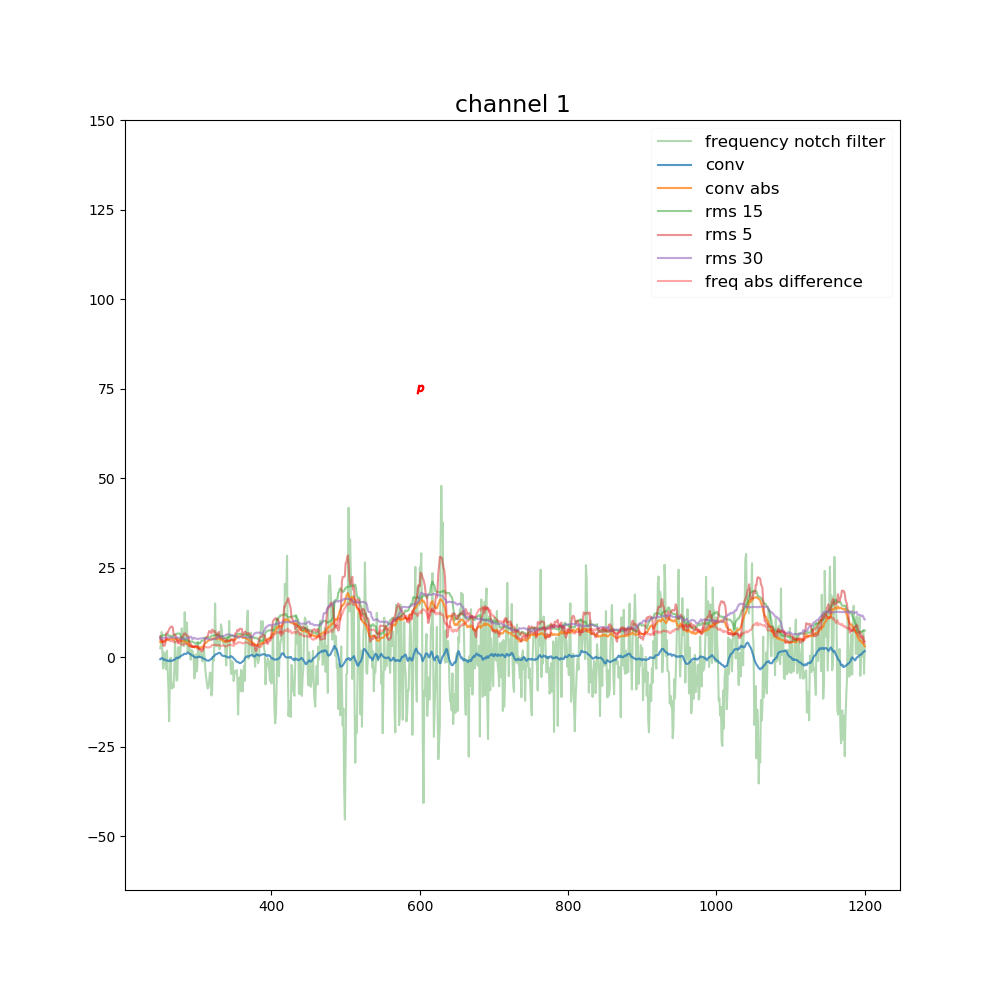 channel 1
150
125
100
75
50
25
0
−25
−50
frequency notch filter
conv
conv abs
rms 15
rms 5
rms 30
freq abs difference
p
400
600
800
1000
1200